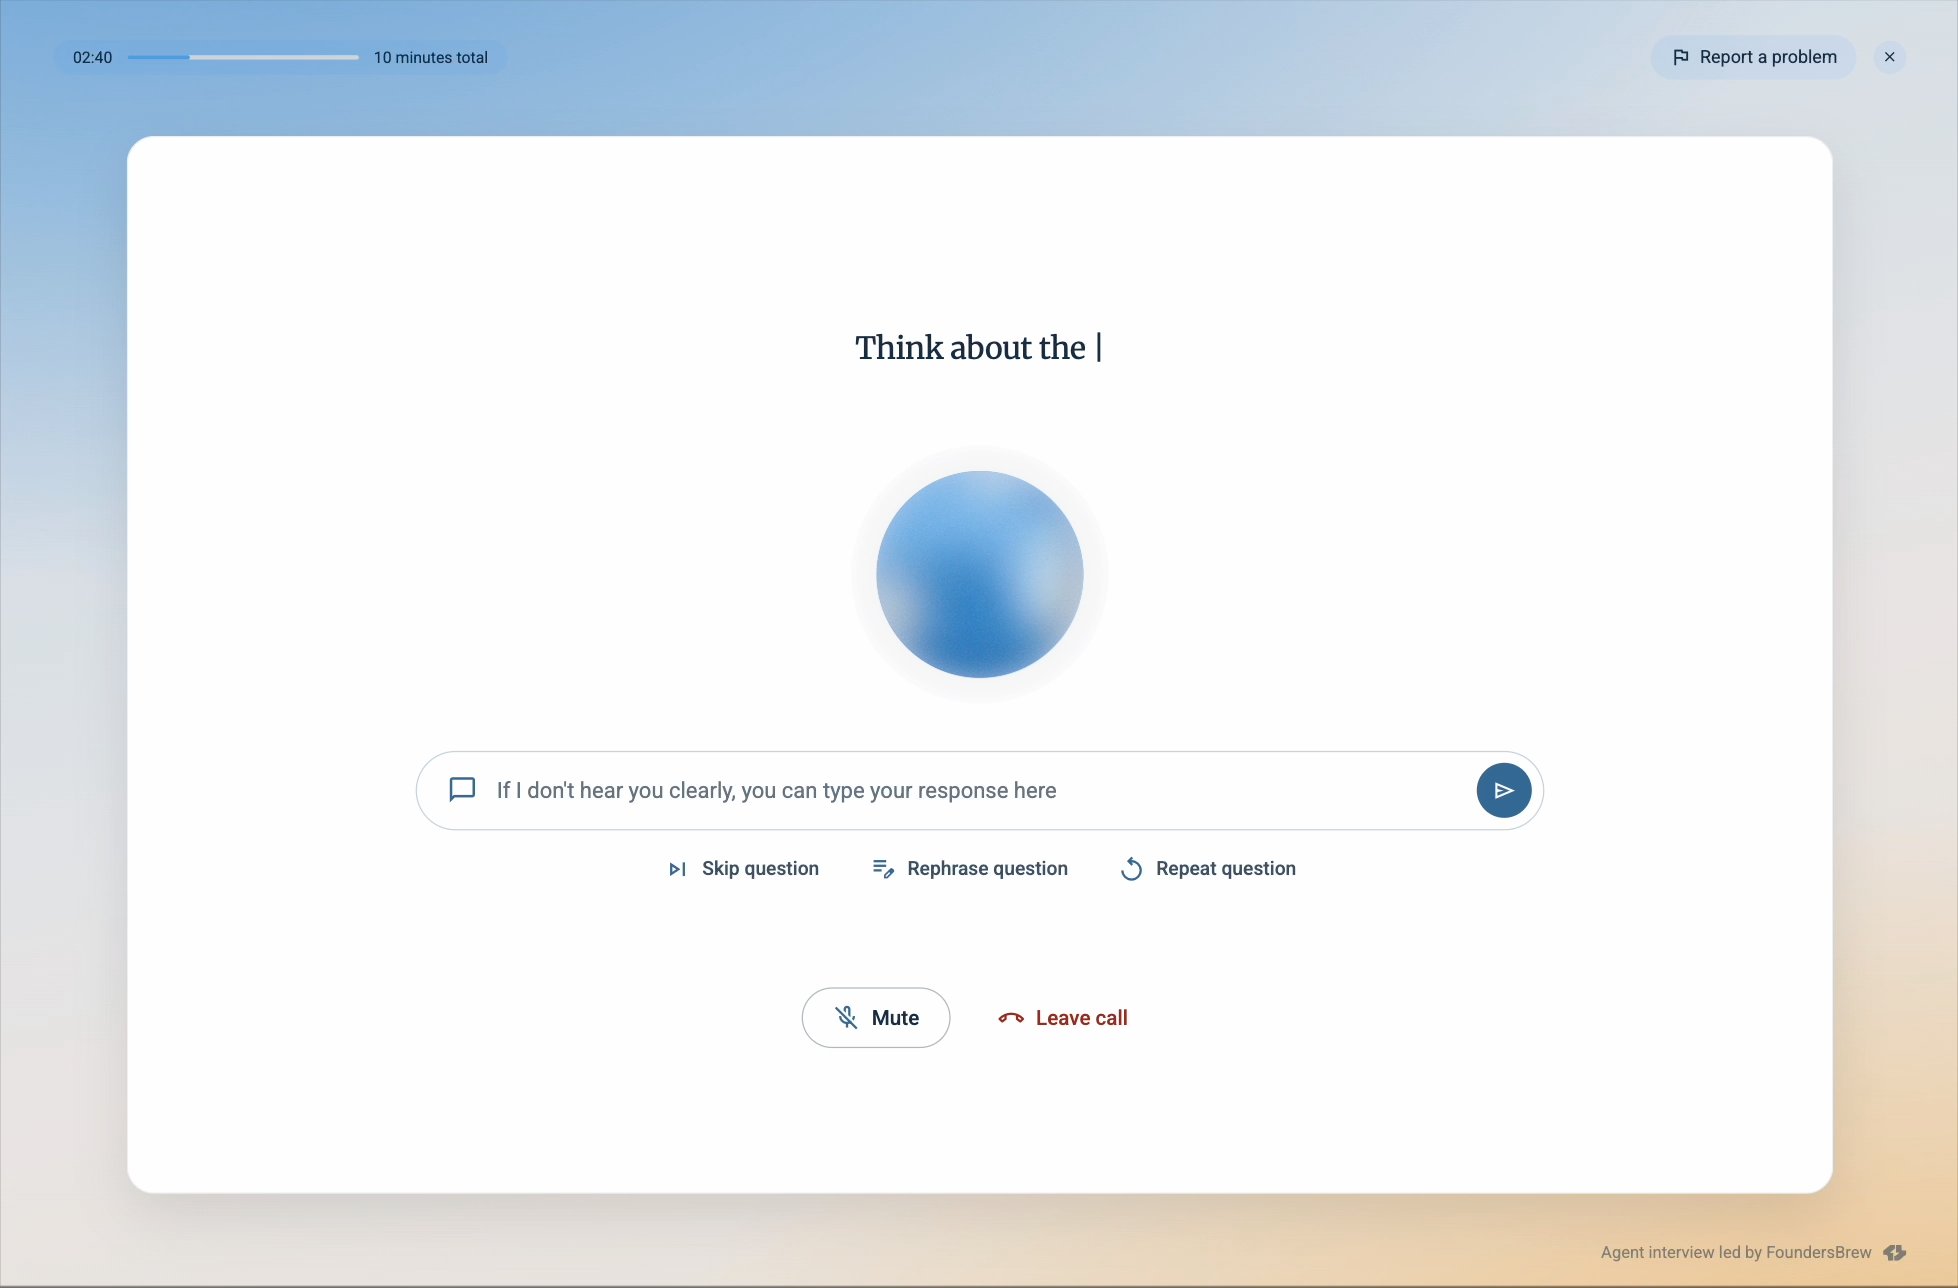 02:40
10 minutes total
Report a problem
Think about the
If I don't hear you clearly, you can type your response here
Skip question
Rephrase question
Repeat question
Mute
Leave call
Agent interview led by FoundersBrew